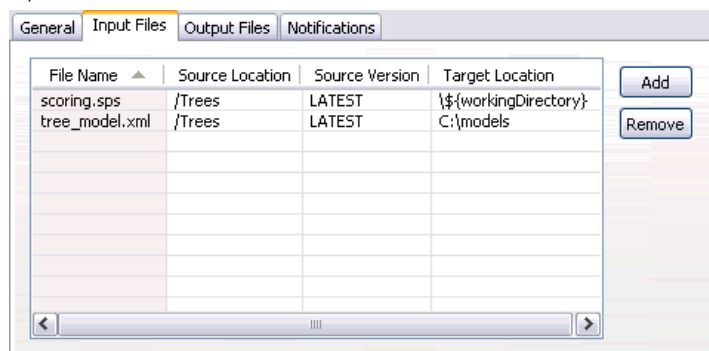 General Input Files Output Files Notifications
File Name Source Location Source Version Target Location
scoring.sps /Trees LATEST \${workingDirectory}
tree_model.xml /Trees LATEST C:\models
Add
Remove